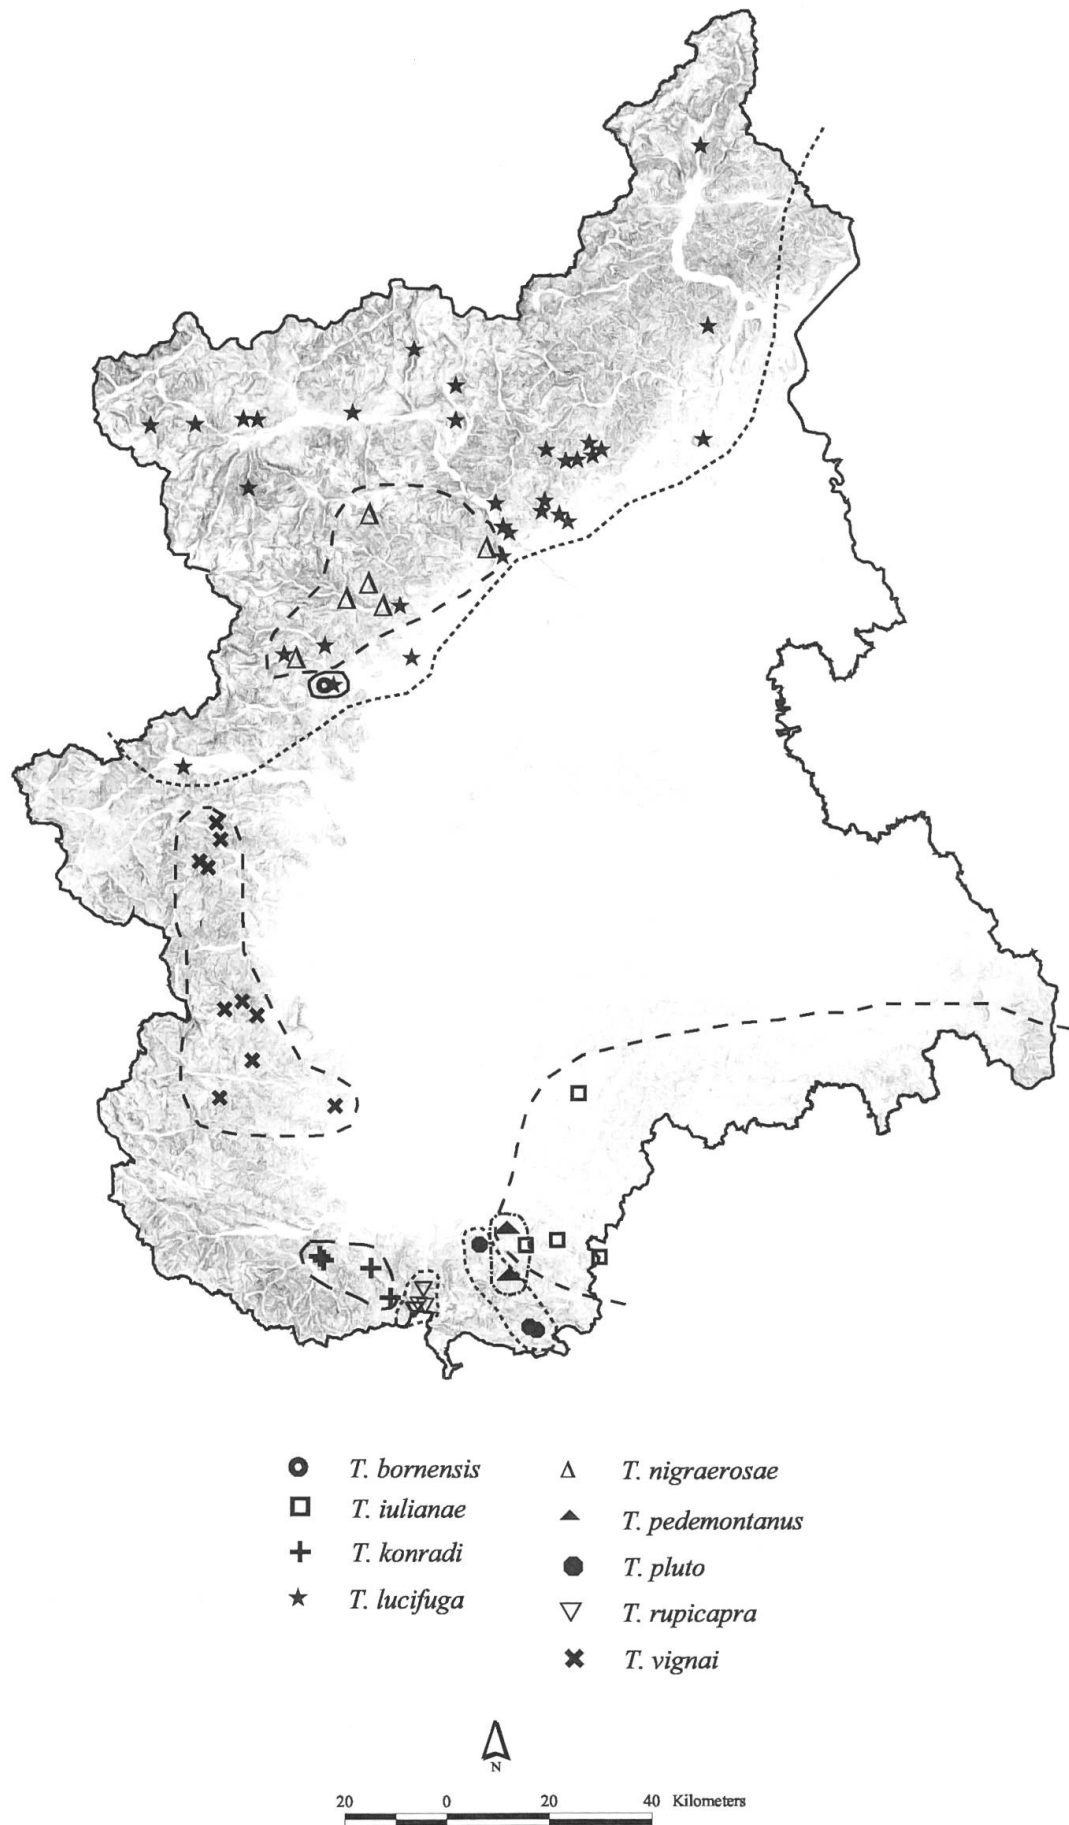 T. bornensis
T. iulianae
T. konradi
T. lucifuga
T. nigraerosae
T. pedemontanus
T. pluto
T. rupicapra
T. vignai
N
20 0 20 40 Kilometers